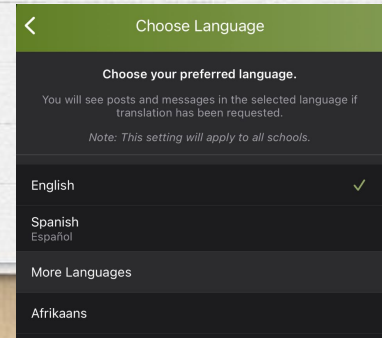 Choose Language
Choose your preferred language.
You will see posts and messages in the selected language if
translation has been requested.
Note: This setting will apply to all schools.
English
Spanish
Español
More Languages
Afrikaans